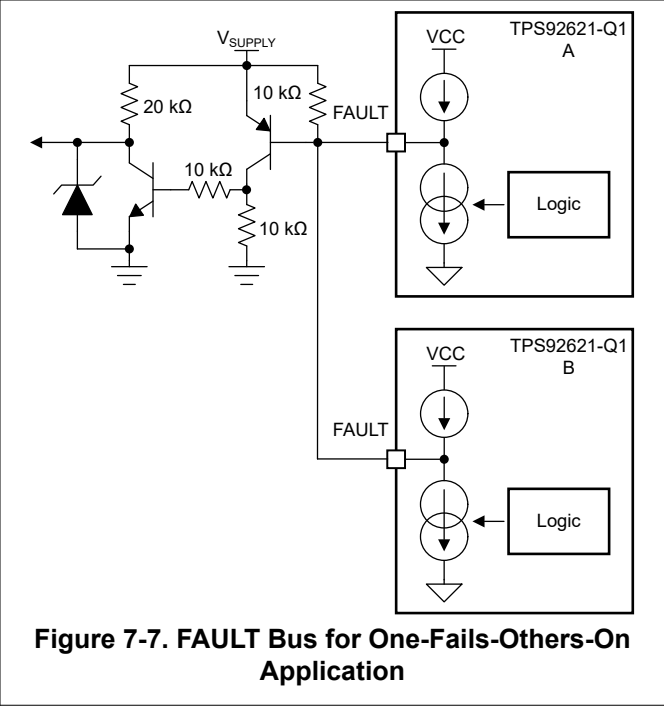 TPS92621-Q1
A
VCC
VSUPPLY
10 kΩ
20 kΩ
FAULT
10 kΩ
Logic
10 kΩ
TPS92621-Q1
B
VCC
FAULT
Logic
Figure 7-7. FAULT Bus for One-Fails-Others-On
Application